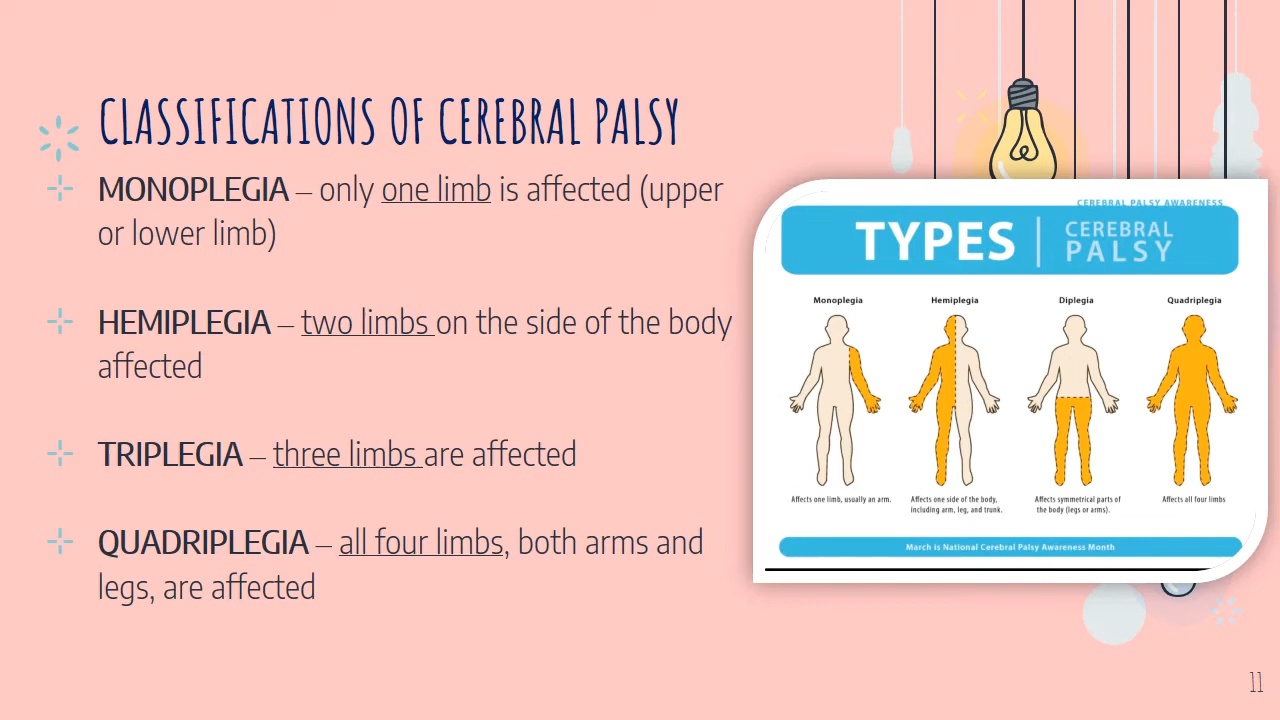 CLASSIFICATIONS OF CEREBRAL PALSY
MONOPLEGIA – only one limb is affected (upper
or lower limb)
HEMIPLEGIA – two limbs on the side of the body
affected
TRIPLEGIA – three limbs are affected
QUADRIPLEGIA – all four limbs, both arms and
legs, are affected
CEREBRAL PALSY AWARENESS
TYPES | CEREBRAL
PALSY
Monoplegia
Hemiplegia
Diplegia
Quadriplegia
Affects one limb, usually an arm.
Affects one side of the body,
including arm, leg, and trunk.
Affects symmetrical parts of
the body (legs or arms).
Affects all four limbs
March is National Cerebral Palsy Awareness Month
11